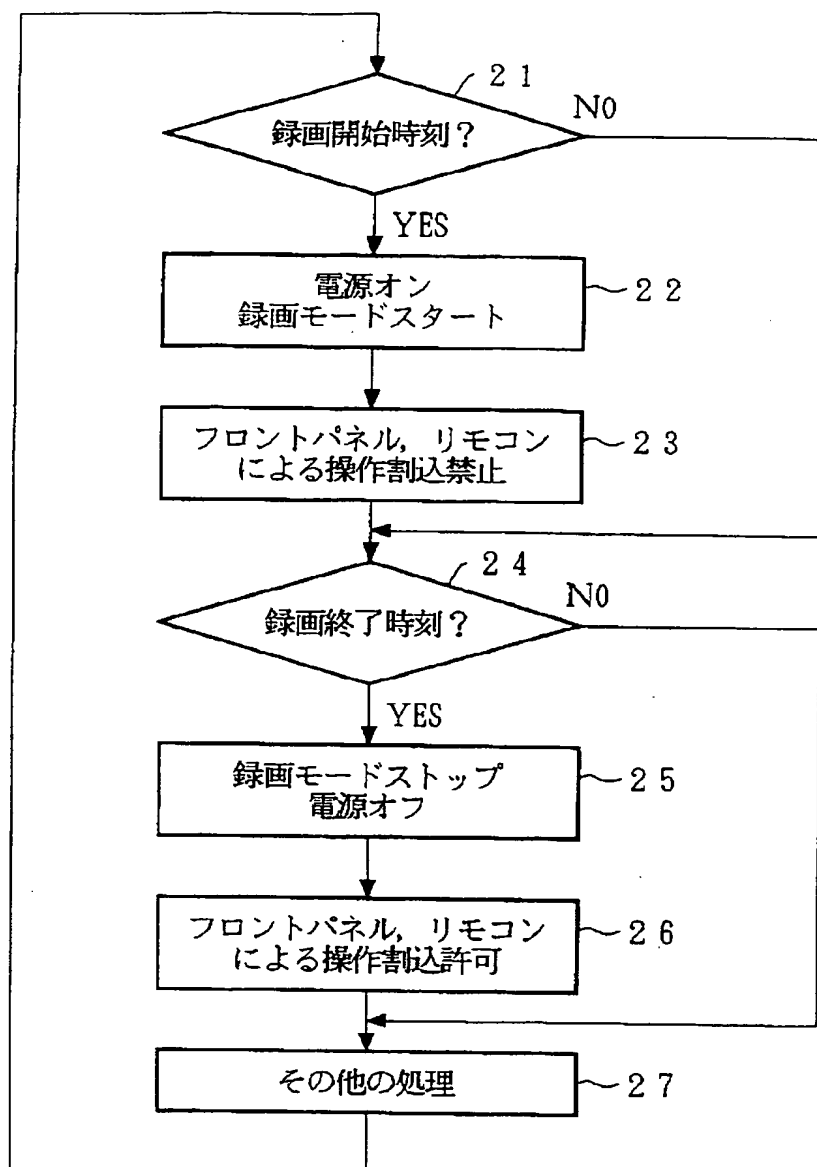 21
録画開始時刻?
NO
YES
電源オン
録画モードスタート
22
フロントパネル,リモコン
による操作割込禁止
23
24
録画終了時刻?
NO
YES
録画モードストップ
電源オフ
25
フロントパネル,リモコン
による操作割込許可
26
その他の処理
27